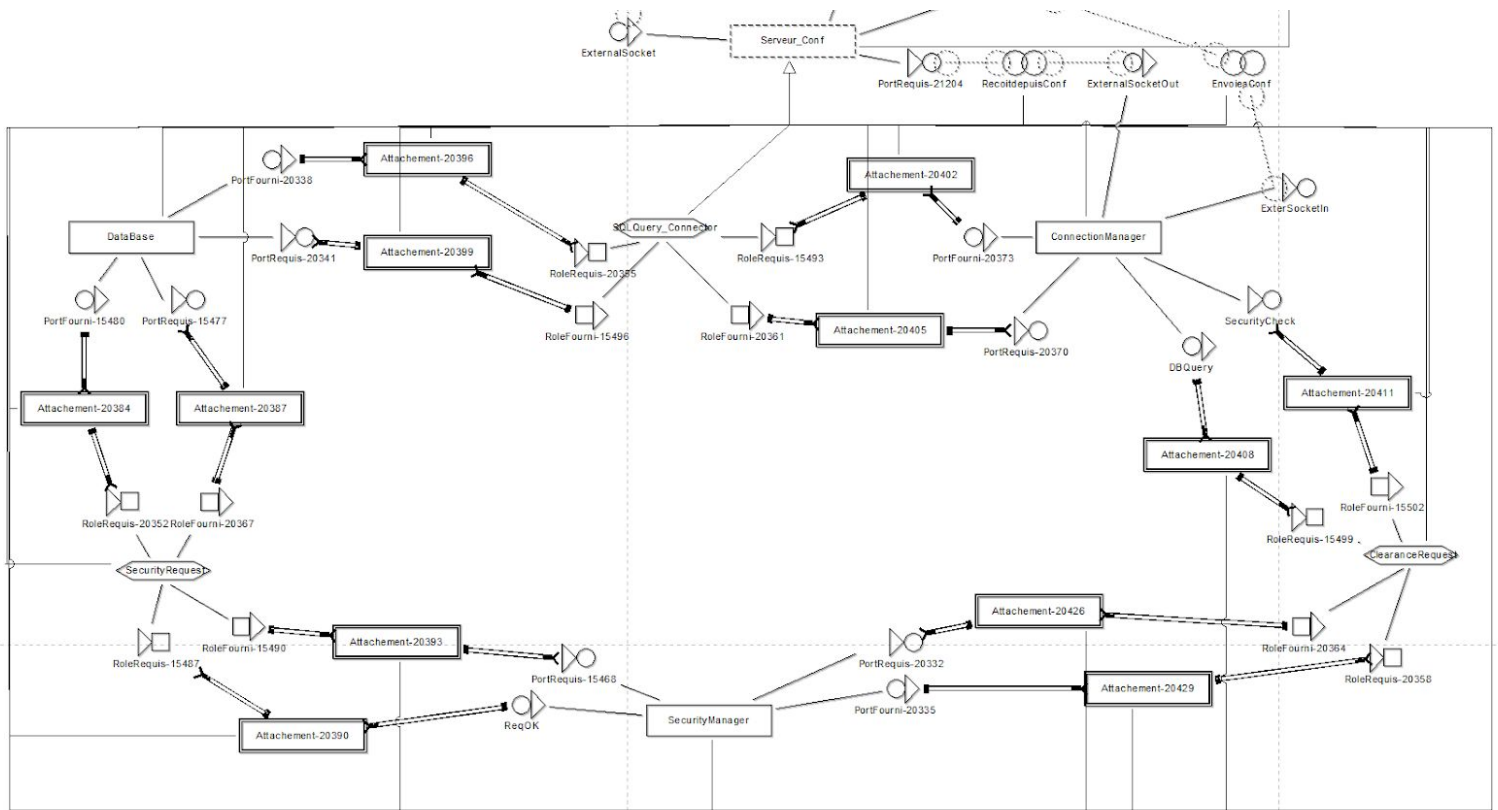 Serveur_Conf
ExternalSocket
PortRequis-21204
RecoitdepuisConf
ExternalSocketOut
EnvoieaConf
Attachement-20396
PortFourni-20338
Attachement-20402
ExterSocketIn
DataBase
SQLQuery_Connector
ConnectionManager
PortRequis-20341
Attachement-20399
RoleRequis-20355
RoleRequis-15493
PortFourni-20373
PortFourni-15480
PortRequis-15477
RoleFourni-15496
RoleFourni-20361
Attachement-20405
PortRequis-20370
SecurityCheck
DBQuery
Attachement-20384
Attachement-20387
Attachement-20411
Attachement-20408
RoleRequis-20352
RoleFourni-20367
RoleFourni-15502
RoleRequis-15499
SecurityRequest
ClearanceRequest
Attachement-20426
RoleFourni-15490
Attachement-20393
RoleRequis-15487
PortRequis-15468
PortRequis-20332
RoleFourni-20364
RoleRequis-20358
Attachement-20429
PortFourni-20335
ReqOK
SecurityManager
Attachement-20390